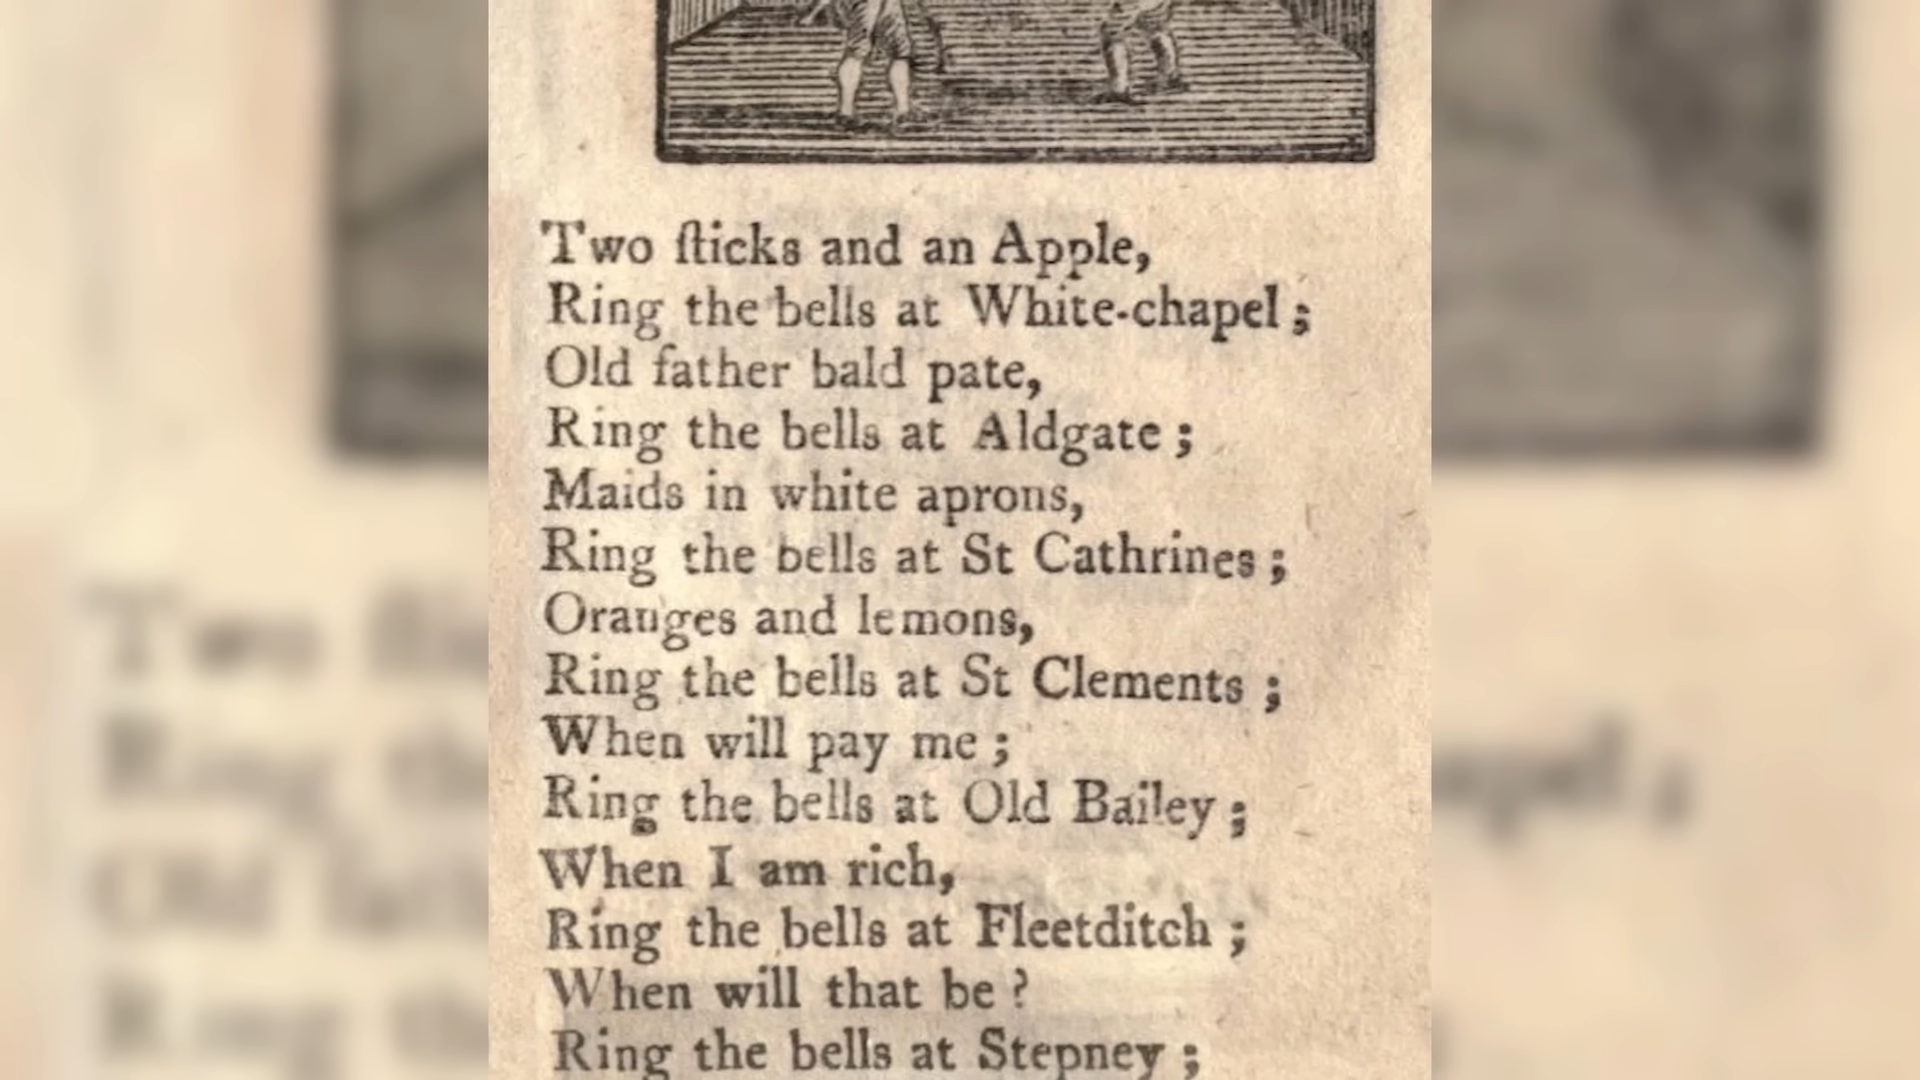 Two ſticks and an Apple,
Ring the bells at White-chapel;
Old father bald pate,
Ring the bells at Aldgate;
Maids in white aprons,
Ring the bells at St Cathrines;
Oranges and lemons,
Ring the bells at St Clements;
When will pay me;
Ring the bells at Old Bailey;
When I am rich,
Ring the bells at Fleetditch;
When will that be?
Ring the bells at Stepney;